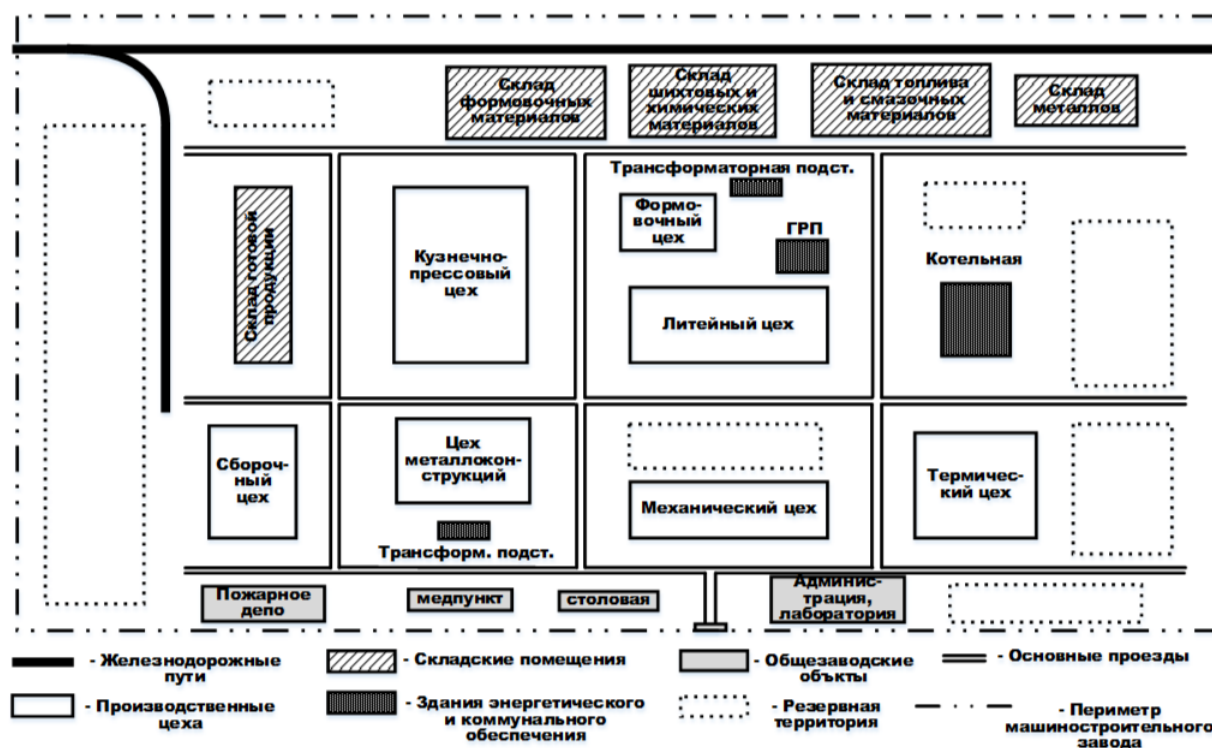 Склад
формовочных
материалов
Склад
шихтовых и
химических
материалов
Склад топлива
и смазочных
материалов
Склад
металлов
Склад готовой
продукции
Кузнечно-
прессовый
цех
Трансформаторная подст.
Формо-
вочный
цех
ГРП
Литейный цех
Котельная
Сбороч-
ный
цех
Цех
металлокон-
струкций
Трансформ. подст.
Механический цех
Термичес-
кий цех
Пожарное
депо
медпункт
столовая
Админис-
трация,
лаборатория
- Железнодорожные
пути
- Складские помещения
- Общезаводские
объкты
- Основные проезды
- Производственные
цеха
- Здания энергетического
и коммунального
обеспечения
- Резервная
территория
- Периметр
машиностроительного
завода